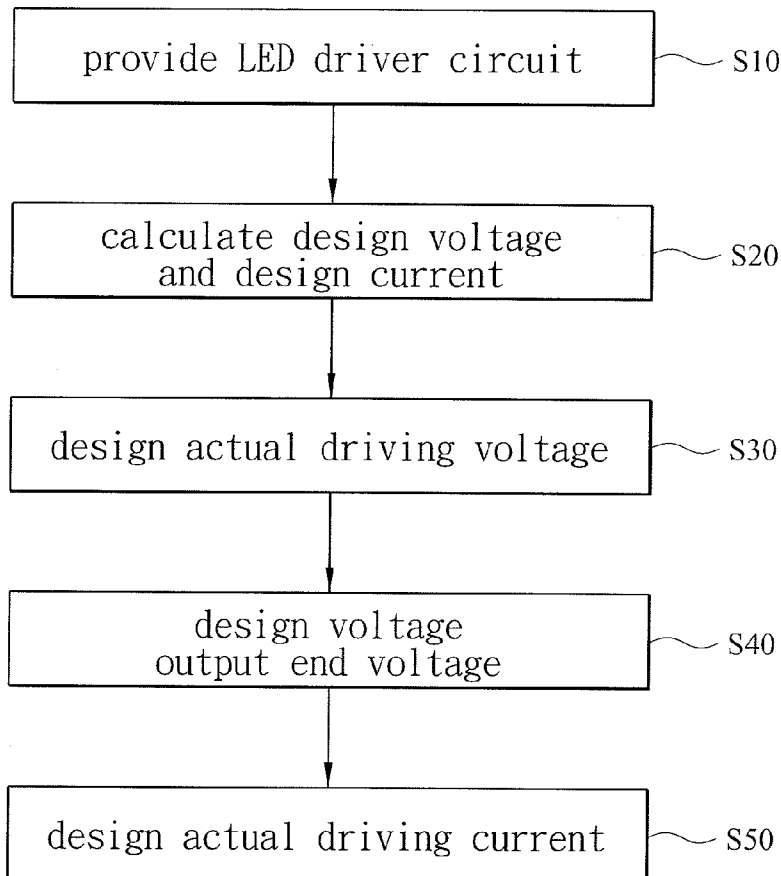 provide LED driver circuit
S10
calculate design voltage
and design current
S20
design actual driving voltage
S30
design voltage
output end voltage
S40
design actual driving current
S50